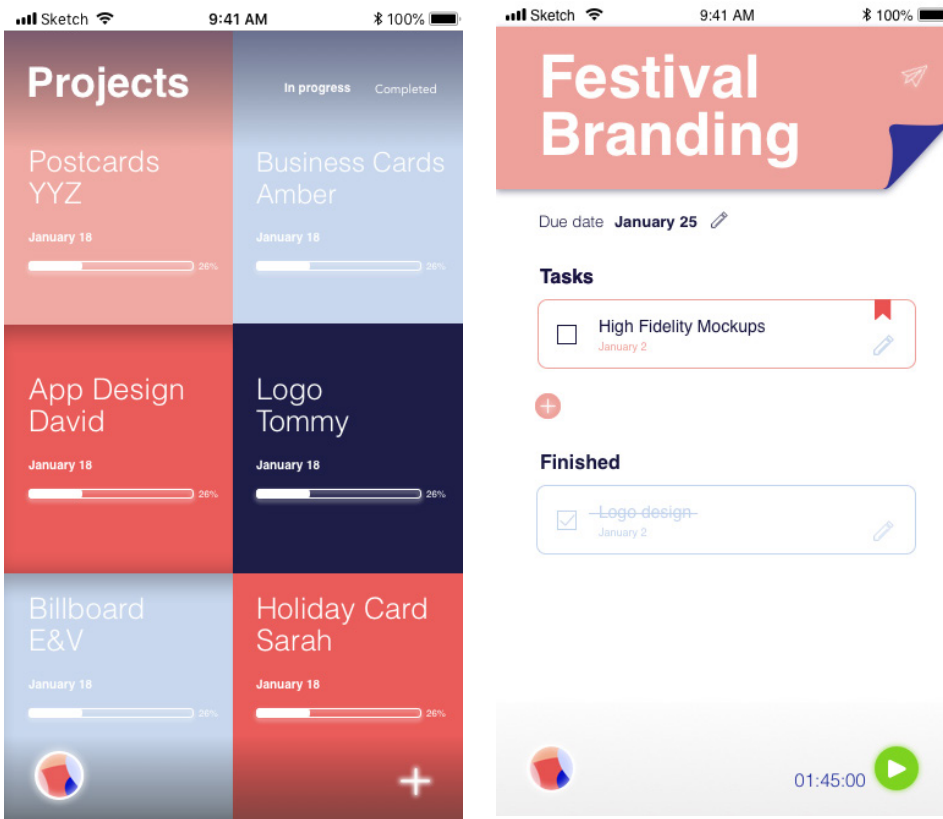 Sketch 9:41 AM 100%
Projects
In progress Completed
Postcards
YYZ
January 18
26%
Business Cards
Amber
January 18
26%
App Design
David
January 18
26%
Logo
Tommy
January 18
26%
Billboard
E&V
January 18
26%
Holiday Card
Sarah
January 18
26%
Sketch 9:41 AM 100%
Festival
Branding
Due date January 25
Tasks
High Fidelity Mockups
January 2
Finished
Logo design
January 2
01:45:00